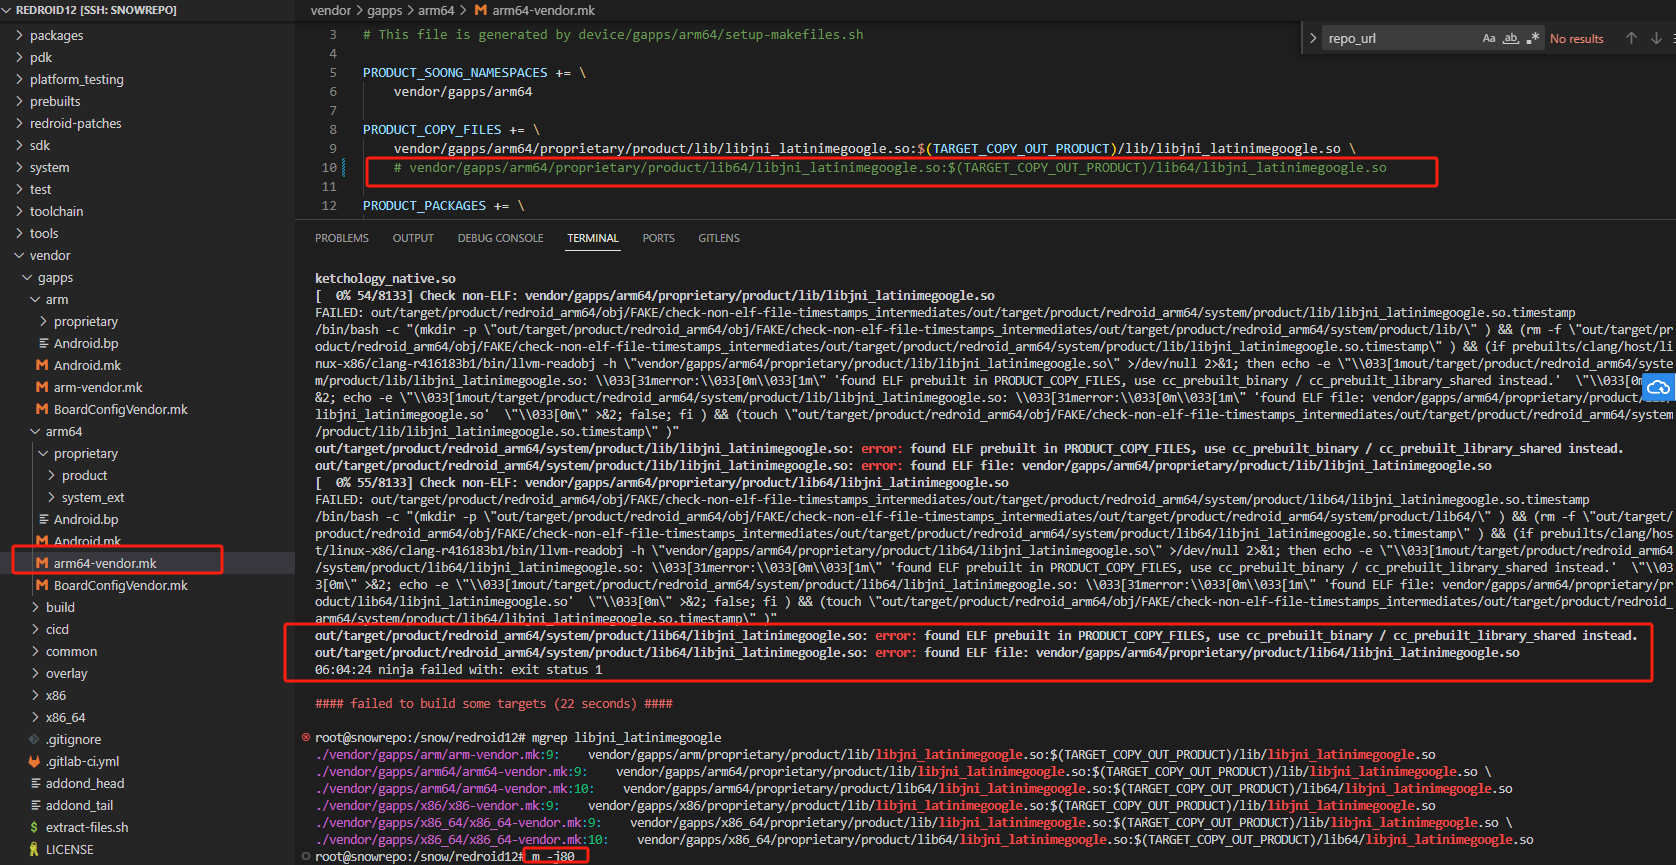 REDROID12 [SSH: SNOWREPO]
packages
pdk
platform_testing
prebuilts
redroid-patches
sdk
system
test
toolchain
tools
vendor
gapps
arm
proprietary
Android.bp
Android.mk
arm-vendor.mk
BoardConfigVendor.mk
arm64
proprietary
product
system_ext
Android.bp
Android.mk
arm64-vendor.mk
BoardConfigVendor.mk
build
cicd
common
overlay
x86
x86_64
.gitignore
.gitlab-ci.yml
addond_head
addond_tail
extract-files.sh
LICENSE
vendor > gapps > arm64 > arm64-vendor.mk
repo_url Aa ab .* No results
3 # This file is generated by device/gapps/arm64/setup-makefiles.sh
4
5 PRODUCT_SOONG_NAMESPACES += \
6 vendor/gapps/arm64
7
8 PRODUCT_COPY_FILES += \
9 vendor/gapps/arm64/proprietary/product/lib/libjni_latinimegoogle.so:$(TARGET_COPY_OUT_PRODUCT)/lib/libjni_latinimegoogle.so \
10 # vendor/gapps/arm64/proprietary/product/lib64/libjni_latinimegoogle.so:$(TARGET_COPY_OUT_PRODUCT)/lib64/libjni_latinimegoogle.so
11
12 PRODUCT_PACKAGES += \
PROBLEMS OUTPUT DEBUG CONSOLE TERMINAL PORTS GITLENS
ketchology_native.so
[  0% 54/8133] Check non-ELF: vendor/gapps/arm64/proprietary/product/lib/libjni_latinimegoogle.so
FAILED: out/target/product/redroid_arm64/obj/FAKE/check-non-elf-file-timestamps_intermediates/out/target/product/redroid_arm64/system/product/lib/libjni_latinimegoogle.so.timestamp
/bin/bash -c "(mkdir -p \"out/target/product/redroid_arm64/obj/FAKE/check-non-elf-file-timestamps_intermediates/out/target/product/redroid_arm64/system/product/lib/\" ) && (rm -f \"out/target/pro
duct/redroid_arm64/obj/FAKE/check-non-elf-file-timestamps_intermediates/out/target/product/redroid_arm64/system/product/lib/libjni_latinimegoogle.so.timestamp\" ) && (if prebuilts/clang/host/li
nux-x86/clang-r416183b1/bin/llvm-readobj -h \"vendor/gapps/arm64/proprietary/product/lib/libjni_latinimegoogle.so\" >/dev/null 2>&1; then echo -e \"\\033[1mout/target/product/redroid_arm64/syste
m/product/lib/libjni_latinimegoogle.so: \\033[31merror:\\033[0m\\033[1m\" 'found ELF prebuilt in PRODUCT_COPY_FILES, use cc_prebuilt_binary / cc_prebuilt_library_shared instead.'  \"\\033[0m
&2; echo -e \"\\033[1mout/target/product/redroid_arm64/system/product/lib/libjni_latinimegoogle.so: \\033[31merror:\\033[0m\\033[1m\" 'found ELF file: vendor/gapps/arm64/proprietary/product/
libjni_latinimegoogle.so'  \"\\033[0m\" >&2; false; fi ) && (touch \"out/target/product/redroid_arm64/obj/FAKE/check-non-elf-file-timestamps_intermediates/out/target/product/redroid_arm64/system
/product/lib/libjni_latinimegoogle.so.timestamp\" )"
out/target/product/redroid_arm64/system/product/lib/libjni_latinimegoogle.so: error: found ELF prebuilt in PRODUCT_COPY_FILES, use cc_prebuilt_binary / cc_prebuilt_library_shared instead.
out/target/product/redroid_arm64/system/product/lib/libjni_latinimegoogle.so: error: found ELF file: vendor/gapps/arm64/proprietary/product/lib/libjni_latinimegoogle.so
[  0% 55/8133] Check non-ELF: vendor/gapps/arm64/proprietary/product/lib64/libjni_latinimegoogle.so
FAILED: out/target/product/redroid_arm64/obj/FAKE/check-non-elf-file-timestamps_intermediates/out/target/product/redroid_arm64/system/product/lib64/libjni_latinimegoogle.so.timestamp
/bin/bash -c "(mkdir -p \"out/target/product/redroid_arm64/obj/FAKE/check-non-elf-file-timestamps_intermediates/out/target/product/redroid_arm64/system/product/lib64/\" ) && (rm -f \"out/target/
product/redroid_arm64/obj/FAKE/check-non-elf-file-timestamps_intermediates/out/target/product/redroid_arm64/system/product/lib64/libjni_latinimegoogle.so.timestamp\" ) && (if prebuilts/clang/hos
t/linux-x86/clang-r416183b1/bin/llvm-readobj -h \"vendor/gapps/arm64/proprietary/product/lib64/libjni_latinimegoogle.so\" >/dev/null 2>&1; then echo -e \"\\033[1mout/target/product/redroid_arm64
/system/product/lib64/libjni_latinimegoogle.so: \\033[31merror:\\033[0m\\033[1m\" 'found ELF prebuilt in PRODUCT_COPY_FILES, use cc_prebuilt_binary / cc_prebuilt_library_shared instead.'  \"\\03
3[0m\" >&2; echo -e \"\\033[1mout/target/product/redroid_arm64/system/product/lib64/libjni_latinimegoogle.so: \\033[31merror:\\033[0m\\033[1m\" 'found ELF file: vendor/gapps/arm64/proprietary/pr
oduct/lib64/libjni_latinimegoogle.so'  \"\\033[0m\" >&2; false; fi ) && (touch \"out/target/product/redroid_arm64/obj/FAKE/check-non-elf-file-timestamps_intermediates/out/target/product/redroid_
arm64/system/product/lib64/libjni_latinimegoogle.so.timestamp\" )"
out/target/product/redroid_arm64/system/product/lib64/libjni_latinimegoogle.so: error: found ELF prebuilt in PRODUCT_COPY_FILES, use cc_prebuilt_binary / cc_prebuilt_library_shared instead.
out/target/product/redroid_arm64/system/product/lib64/libjni_latinimegoogle.so: error: found ELF file: vendor/gapps/arm64/proprietary/product/lib64/libjni_latinimegoogle.so
06:04:24 ninja failed with: exit status 1
#### failed to build some targets (22 seconds) ####
root@snowrepo:/snow/redroid12# mgrep libjni_latinimegoogle
./vendor/gapps/arm/arm-vendor.mk:9:    vendor/gapps/arm/proprietary/product/lib/libjni_latinimegoogle.so:$(TARGET_COPY_OUT_PRODUCT)/lib/libjni_latinimegoogle.so
./vendor/gapps/arm64/arm64-vendor.mk:9:    vendor/gapps/arm64/proprietary/product/lib/libjni_latinimegoogle.so:$(TARGET_COPY_OUT_PRODUCT)/lib/libjni_latinimegoogle.so \
./vendor/gapps/arm64/arm64-vendor.mk:10:    vendor/gapps/arm64/proprietary/product/lib64/libjni_latinimegoogle.so:$(TARGET_COPY_OUT_PRODUCT)/lib64/libjni_latinimegoogle.so
./vendor/gapps/x86/x86-vendor.mk:9:    vendor/gapps/x86/proprietary/product/lib/libjni_latinimegoogle.so:$(TARGET_COPY_OUT_PRODUCT)/lib/libjni_latinimegoogle.so
./vendor/gapps/x86_64/x86_64-vendor.mk:9:    vendor/gapps/x86_64/proprietary/product/lib/libjni_latinimegoogle.so:$(TARGET_COPY_OUT_PRODUCT)/lib/libjni_latinimegoogle.so \
./vendor/gapps/x86_64/x86_64-vendor.mk:10:    vendor/gapps/x86_64/proprietary/product/lib64/libjni_latinimegoogle.so:$(TARGET_COPY_OUT_PRODUCT)/lib64/libjni_latinimegoogle.so
root@snowrepo:/snow/redroid12# m -j80